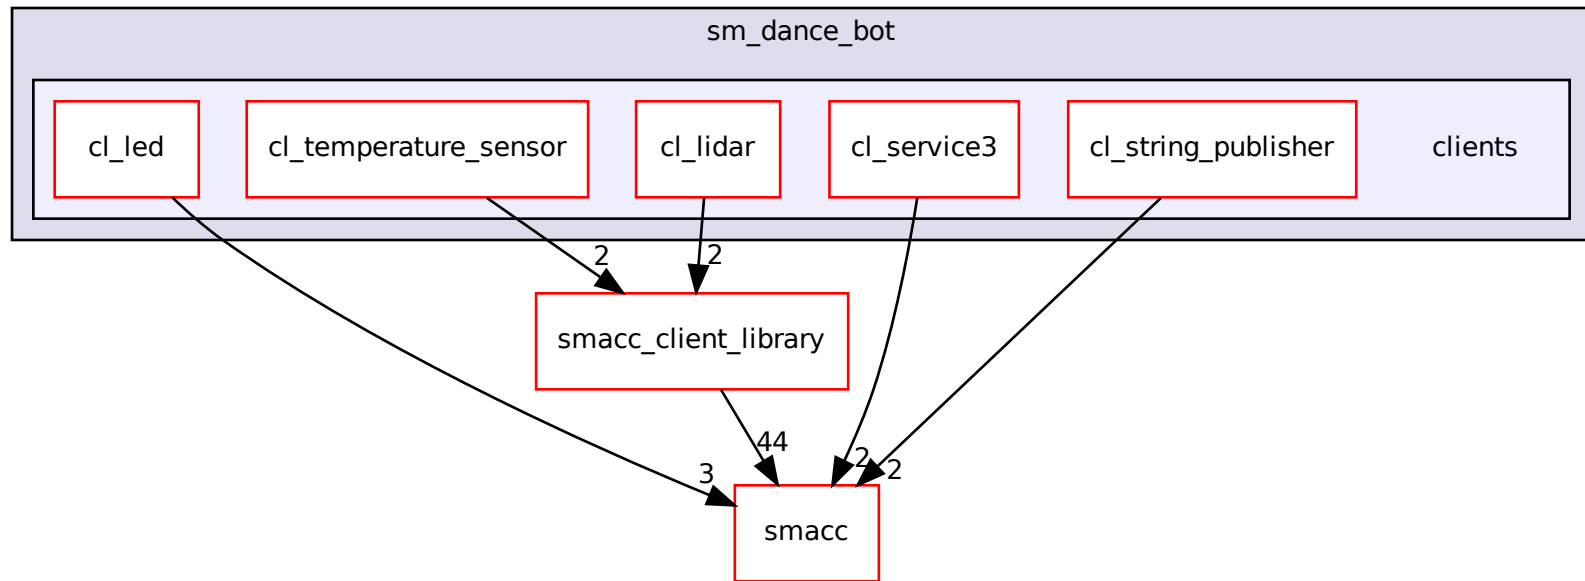 sm_dance_bot
cl_led
cl_temperature_sensor
cl_lidar
cl_service3
cl_string_publisher
clients
2
2
smacc_client_library
44
3
2
2
smacc